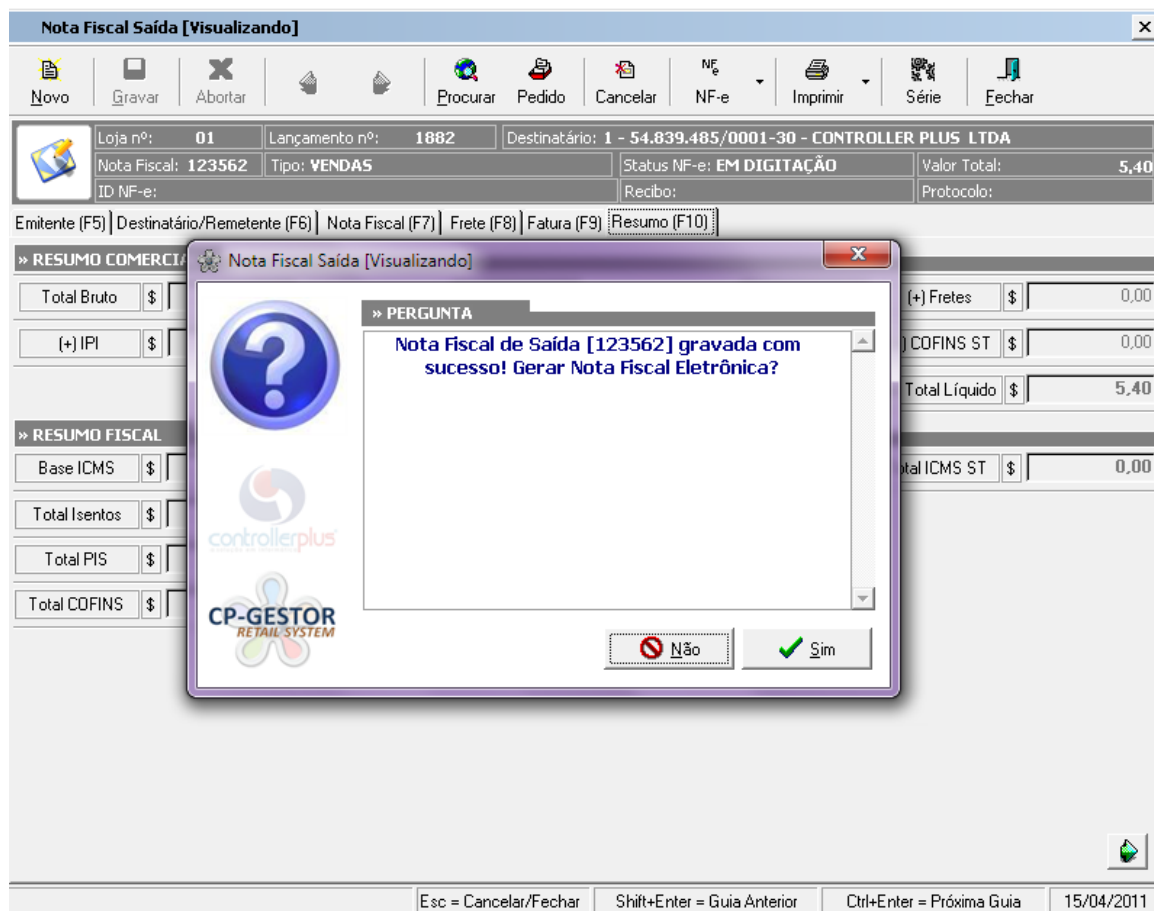 Nota Fiscal Saída [Visualizando]
Novo Gravar Abortar Procurar Pedido Cancelar NFe NF-e Imprimir Série Fechar
Loja nº: 01 Lançamento nº: 1882 Destinatário: 1 - 54.839.485/0001-30 - CONTROLLER PLUS LTDA
Nota Fiscal: 123562 Tipo: VENDAS Status NF-e: EM DIGITAÇÃO Valor Total: 5,40
ID NF-e: Recibo: Protocolo:
Emitente (F5) Destinatário/Remetente (F6) Nota Fiscal (F7) Frete (F8) Fatura (F9) Resumo (F10)
» RESUMO COMERCIA
Total Bruto $ (+) Fretes $ 0,00
(+) IPI $ ) COFINS ST $ 0,00
Total Líquido $ 5,40
» RESUMO FISCAL
Base ICMS $ otal ICMS ST $ 0,00
Total Isentos $
Total PIS $
Total COFINS $
Nota Fiscal Saída [Visualizando]
» PERGUNTA
Nota Fiscal de Saída [123562] gravada com
sucesso! Gerar Nota Fiscal Eletrônica?
controllerplus
CP-GESTOR
RETAIL SYSTEM
Não Sim
Esc = Cancelar/Fechar Shift+Enter = Guia Anterior Ctrl+Enter = Próxima Guia 15/04/2011